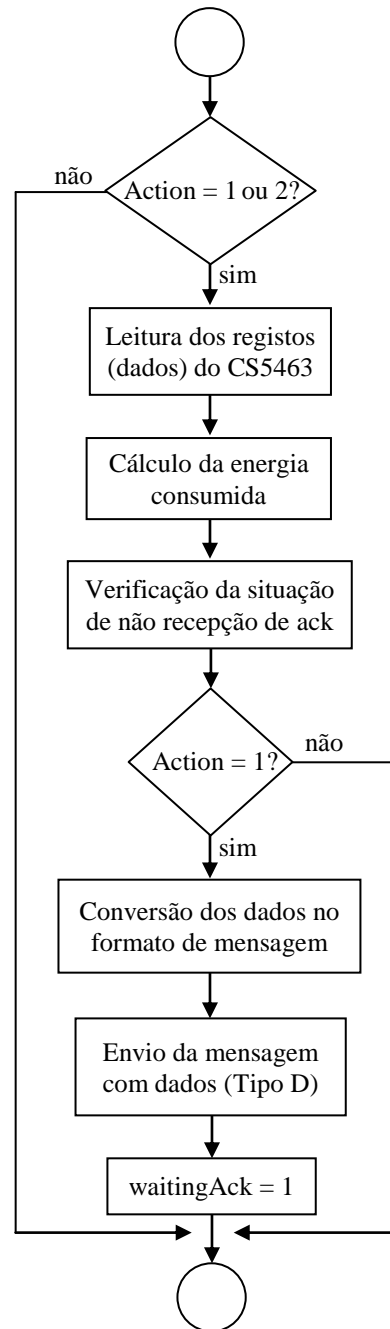 não
Action = 1 ou 2?
sim
Leitura dos registos
(dados) do CS5463
Cálculo da energia
consumida
Verificação da situação
de não recepção de ack
não
Action = 1?
sim
Conversão dos dados no
formato de mensagem
Envio da mensagem
com dados (Tipo D)
waitingAck = 1